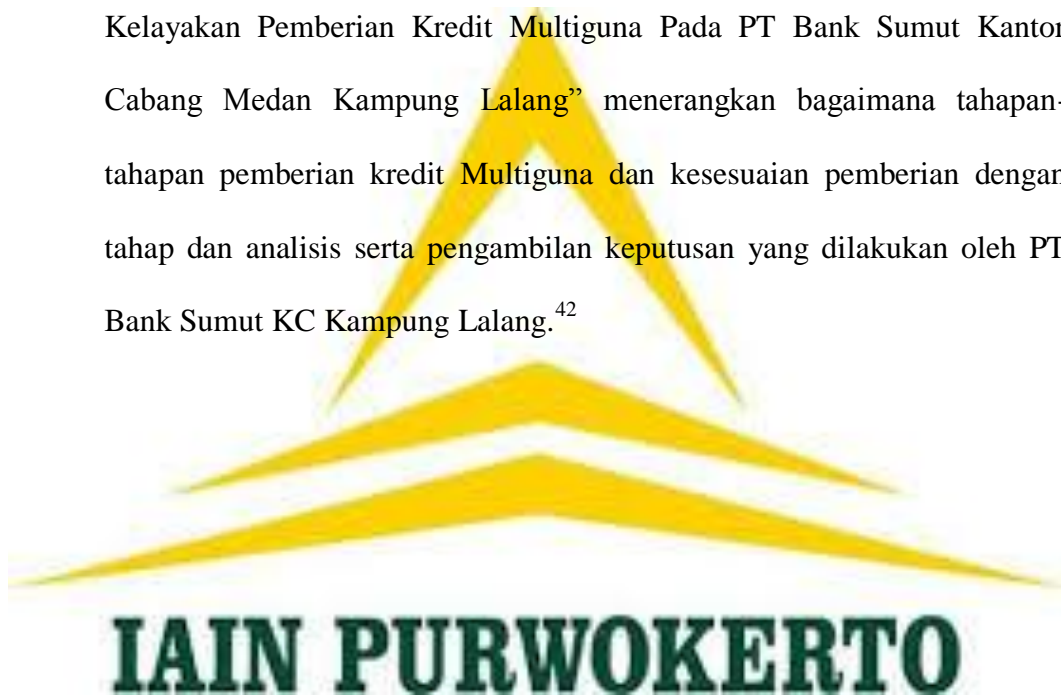 Kelayakan Pemberian Kredit Multiguna Pada PT Bank Sumut Kantor
Cabang Medan Kampung Lalang” menerangkan bagaimana tahapan-
tahapan pemberian kredit Multiguna dan kesesuaian pemberian dengan
tahap dan analisis serta pengambilan keputusan yang dilakukan oleh PT
Bank Sumut KC Kampung Lalang.42
IAIN PURWOKERTO